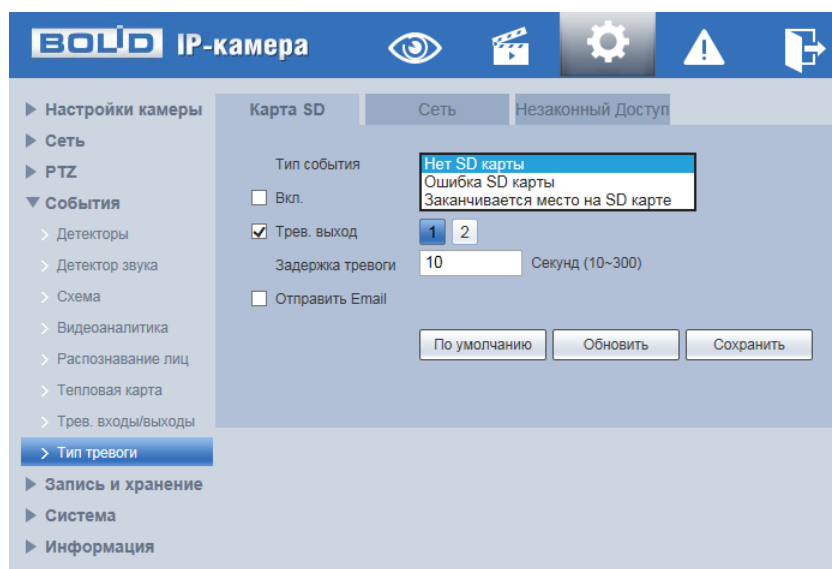 BOLID IP-камера
Настройки камеры
Сеть
PTZ
События
Детекторы
Детектор звука
Схема
Видеоаналитика
Распознавание лиц
Тепловая карта
Трев. входы/выходы
Тип тревоги
Запись и хранение
Система
Информация
Карта SD
Сеть
Незаконный Доступ
Тип события
Нет SD карты
Ошибка SD карты
Заканчивается место на SD карте
Вкл.
Трев. выход 1 2
Задержка тревоги 10 Секунд (10~300)
Отправить Email
По умолчанию Обновить Сохранить